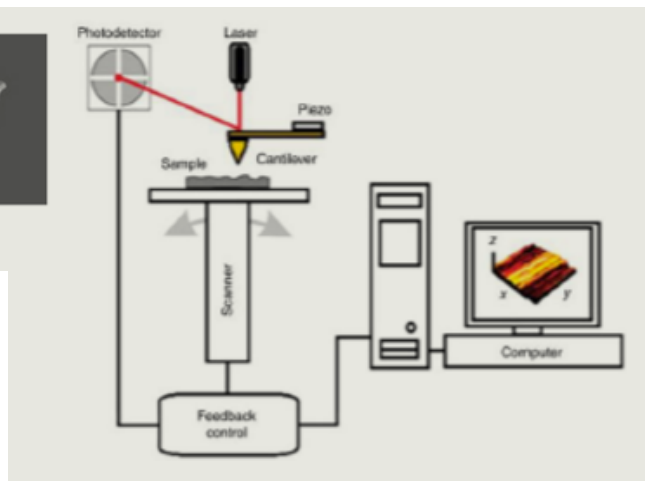 Photodetector
Laser
Piezo
Sample
Cantilever
Scanner
z
x
y
Computer
Feedback
control